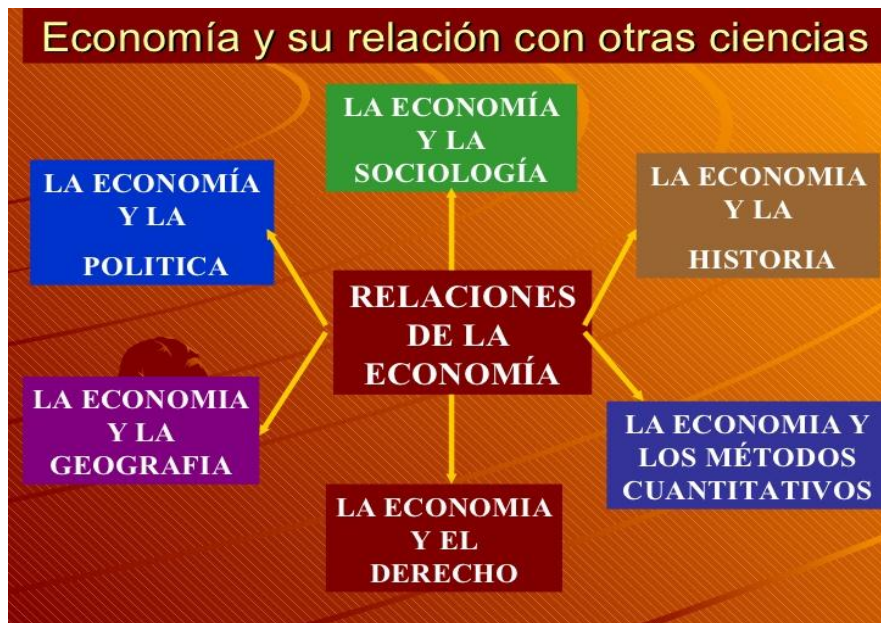 Economía y su relación con otras ciencias
LA ECONOMÍA
Y LA
SOCIOLOGÍA
LA ECONOMÍA
Y LA
POLITICA
LA ECONOMIA
Y LA
HISTORIA
RELACIONES
DE LA
ECONOMÍA
LA ECONOMIA
Y LA
GEOGRAFIA
LA ECONOMIA Y
LOS MÉTODOS
CUANTITATIVOS
LA ECONOMIA
Y EL
DERECHO